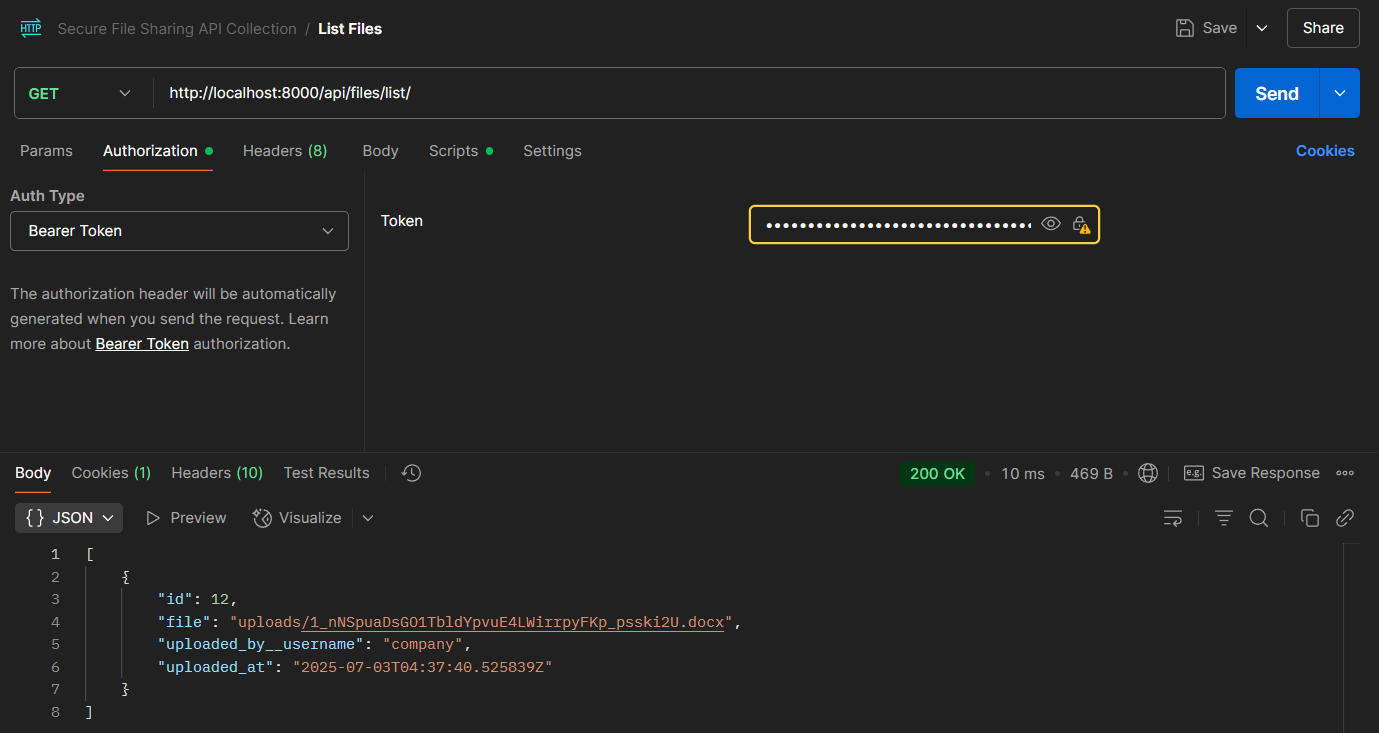 HTTP Secure File Sharing API Collection / List Files Save Share
GET http://localhost:8000/api/files/list/ Send
Params Authorization Headers (8) Body Scripts Settings Cookies
Auth Type
Bearer Token
Token
The authorization header will be automatically
generated when you send the request. Learn
more about Bearer Token authorization.
Body Cookies (1) Headers (10) Test Results 200 OK 10 ms 469 B e.g. Save Response
{} JSON Preview Visualize
1 [
2 {
3 "id": 12,
4 "file": "uploads/1_nNSpuaDsGO1TbldYpvuE4LWirrpyFKp_psski2U.docx",
5 "uploaded_by__username": "company",
6 "uploaded_at": "2025-07-03T04:37:40.525839Z"
7 }
8 ]